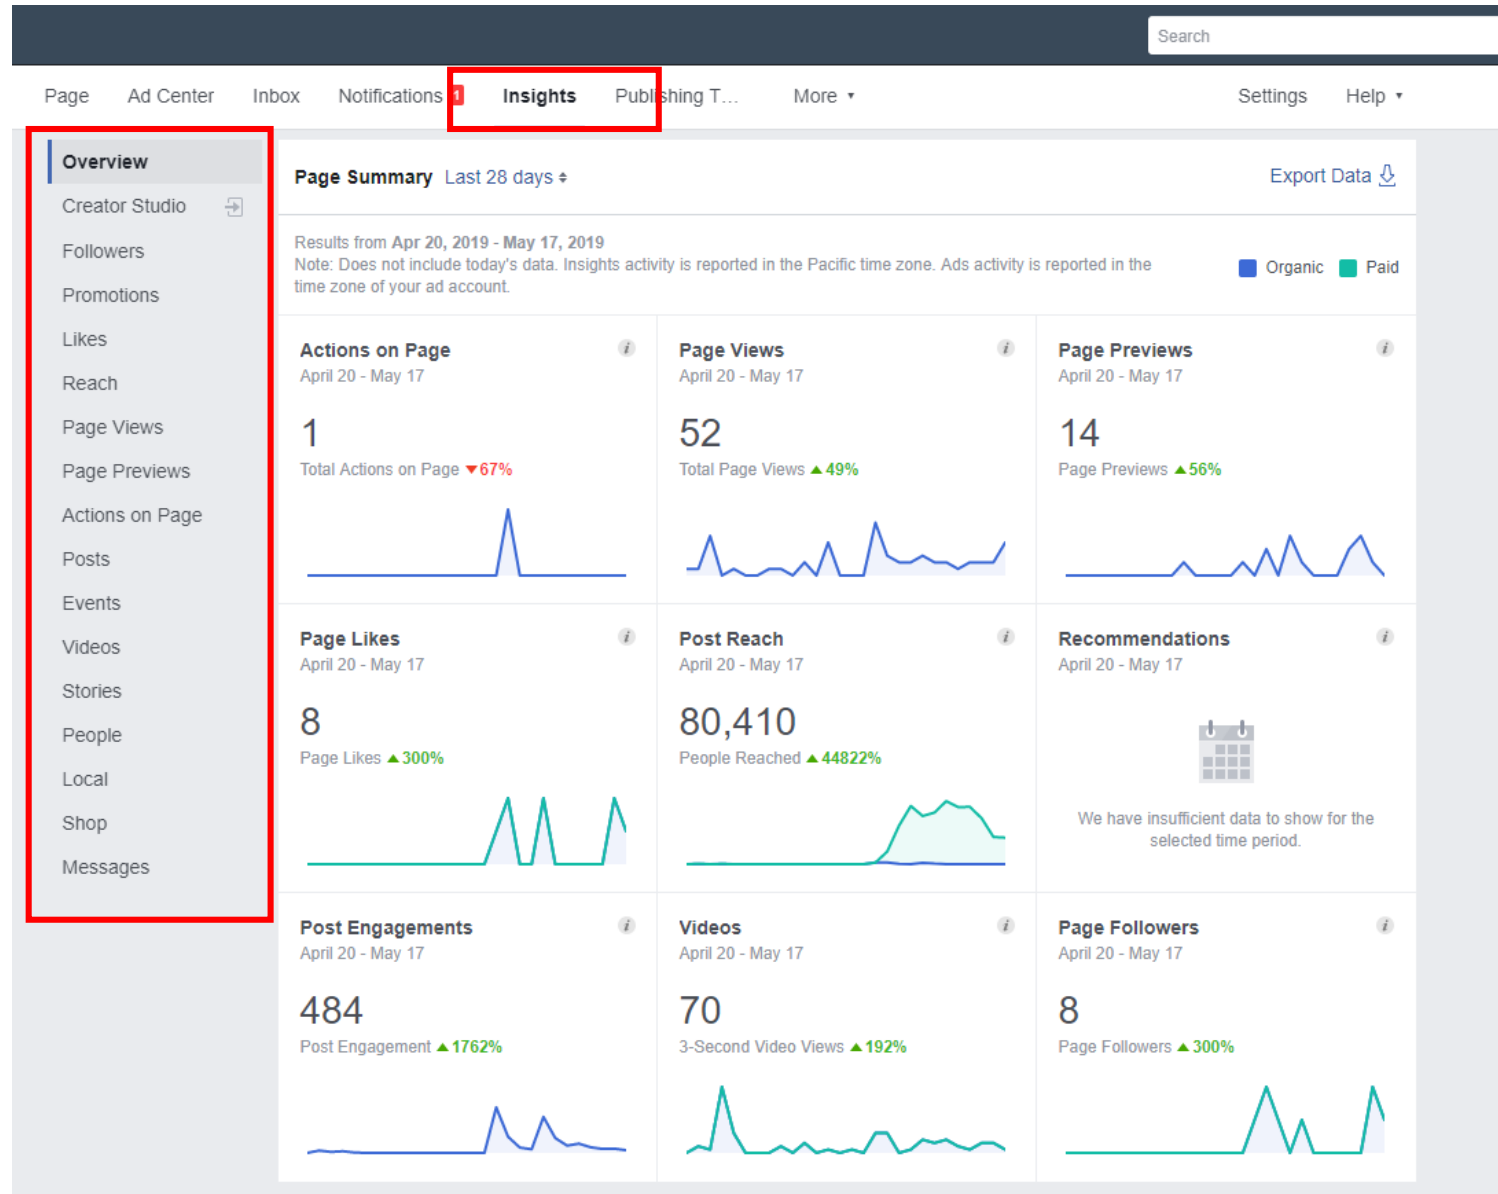 Search
Page Ad Center Inbox Notifications 1 Insights Publishing T... More Settings Help
Overview
Creator Studio
Followers
Promotions
Likes
Reach
Page Views
Page Previews
Actions on Page
Posts
Events
Videos
Stories
People
Local
Shop
Messages
Page Summary Last 28 days
Export Data
Results from Apr 20, 2019 - May 17, 2019
Note: Does not include today's data. Insights activity is reported in the Pacific time zone. Ads activity is reported in the
time zone of your ad account.
Organic Paid
Actions on Page
April 20 - May 17
1
Total Actions on Page 67%
Page Views
April 20 - May 17
52
Total Page Views 49%
Page Previews
April 20 - May 17
14
Page Previews 56%
Page Likes
April 20 - May 17
8
Page Likes 300%
Post Reach
April 20 - May 17
80,410
People Reached 44822%
Recommendations
April 20 - May 17
We have insufficient data to show for the
selected time period.
Post Engagements
April 20 - May 17
484
Post Engagement 1762%
Videos
April 20 - May 17
70
3-Second Video Views 192%
Page Followers
April 20 - May 17
8
Page Followers 300%